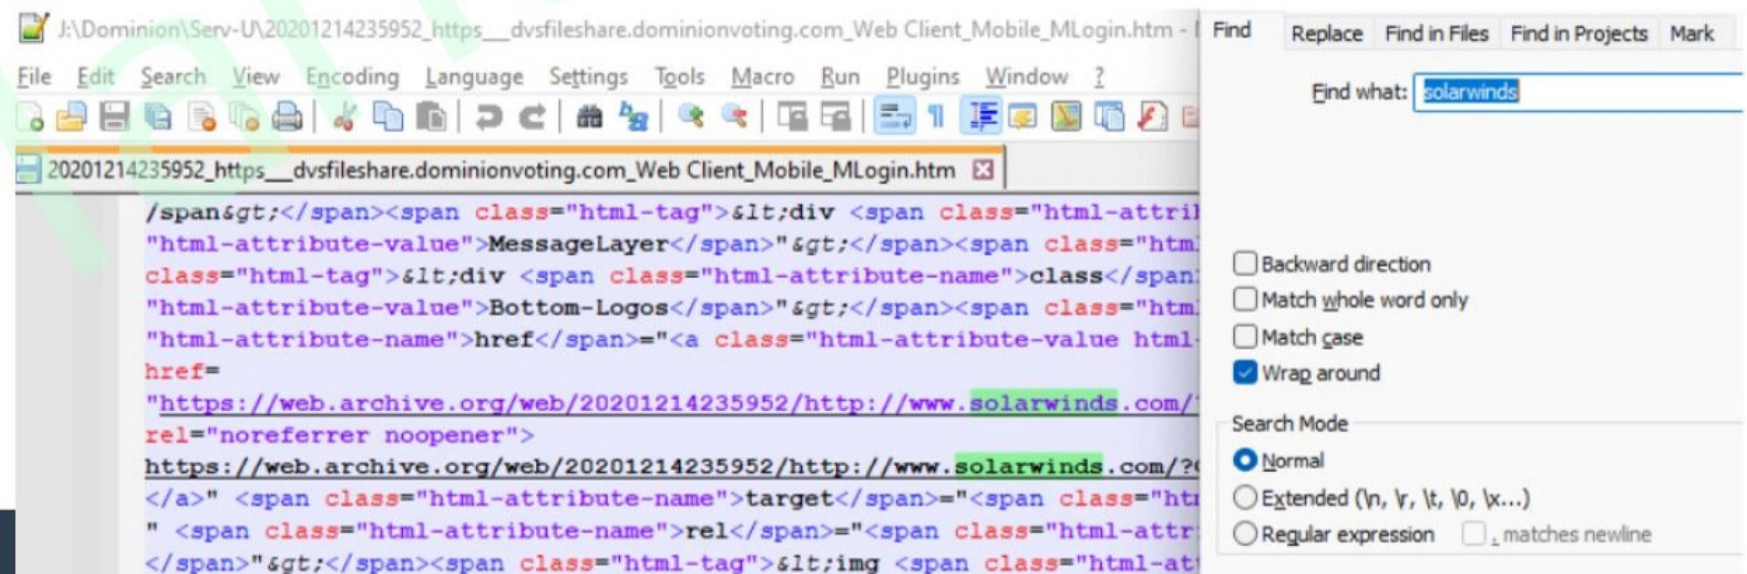 J:\Dominion\Serv-U\20201214235952_https__dvsfileshare.dominionvoting.com_Web Client_Mobile_MLogin.htm -
File Edit Search View Encoding Language Settings Tools Macro Run Plugins Window ?
20201214235952_https__dvsfileshare.dominionvoting.com_Web Client_Mobile_MLogin.htm
/span&gt;</span><span class="html-tag">&lt;div <span class="html-attrib
"html-attribute-value">MessageLayer</span>"&gt;</span><span class="htm
class="html-tag">&lt;div <span class="html-attribute-name">class</span>
"html-attribute-value">Bottom-Logos</span>"&gt;</span><span class="htm
"html-attribute-name">href</span>="<a class="html-attribute-value html-
href=
"https://web.archive.org/web/20201214235952/http://www.solarwinds.com/
rel="noreferrer noopener">
https://web.archive.org/web/20201214235952/http://www.solarwinds.com/?
</a>" <span class="html-attribute-name">target</span>="<span class="ht
" <span class="html-attribute-name">rel</span>="<span class="html-attr
</span>"&gt;</span><span class="html-tag">&lt;img <span class="html-at
Find Replace Find in Files Find in Projects Mark
Find what: solarwinds
Backward direction
Match whole word only
Match case
Wrap around
Search Mode
Normal
Extended (\n, \r, \t, \0, \x...)
Regular expression . matches newline